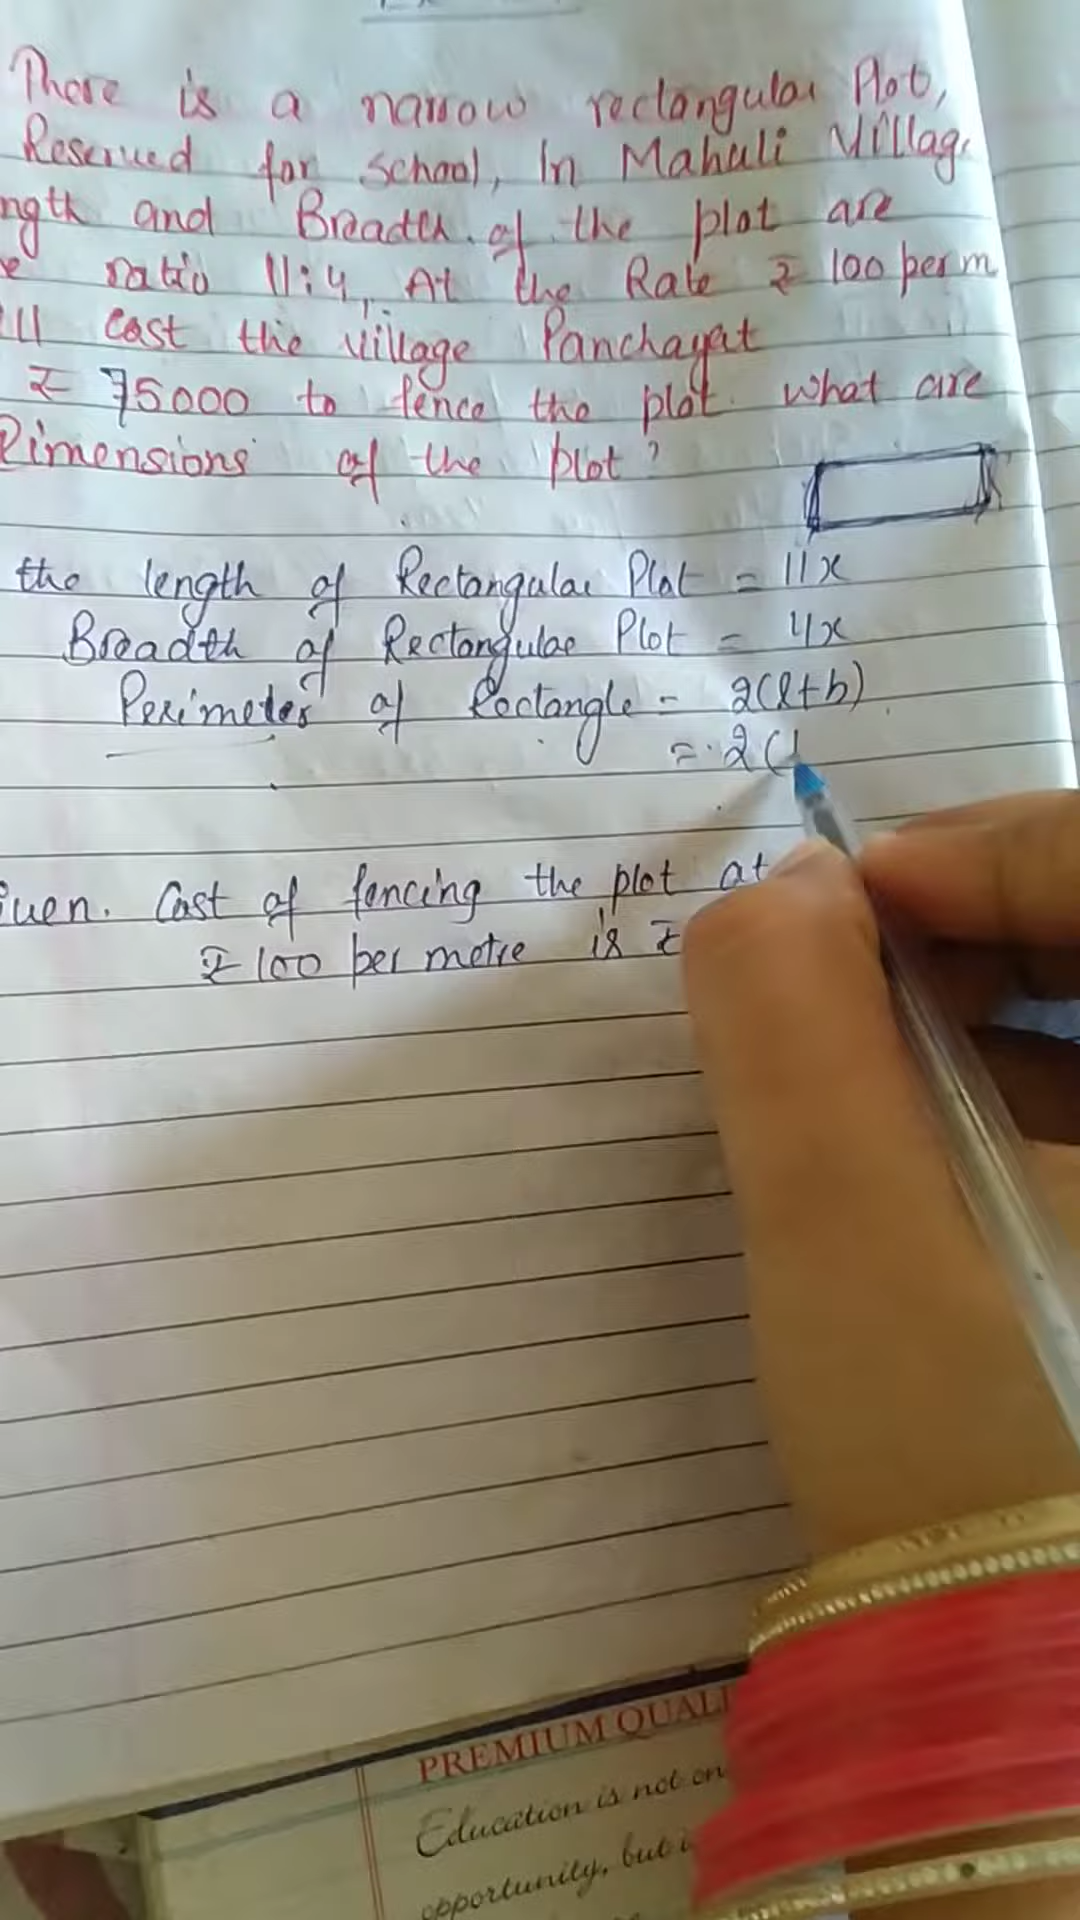 There is a narrow rectangular Plot,
Reserved for school, In Mahuli Villag
ngth and Breadth of the plot are
e ratio 11:4, At the Rate ₹ 100 per m
ill cost the village Panchayat
₹ 75000 to fence the plot. what are
Dimensions of the plot?
the length of Rectangular Plot = 11x
Breadth of Rectangular Plot = 4x
Perimeter of Rectangle = 2(l+b)
= 2(1
iven. Cost of fencing the plot at
₹ 100 per metre is ₹
PREMIUM QUALI
Education is not on
opportunity, but i